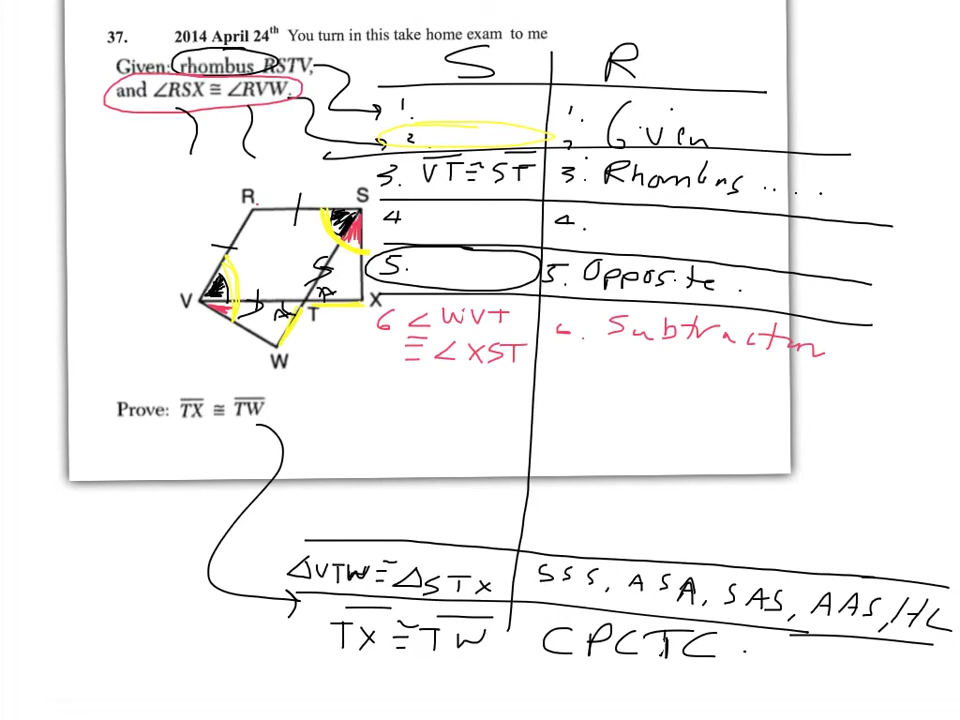 37. 2014 April 24th You turn in this take home exam to me
Given: rhombus RSTV,
and ∠RSX ≅ ∠RVW.
S R
1. 1. Given
2 2
3. VT ≅ ST 3. Rhombus ....
4 4.
5. 5. Opposite.
6 ∠WVT 6. Subtraction
≅ ∠XST
R S
V T X
W
Prove: TX ≅ TW
△VTW ≅ △STX SSS, ASA, SAS, AAS, HL
TX ≅ TW CPCTC.